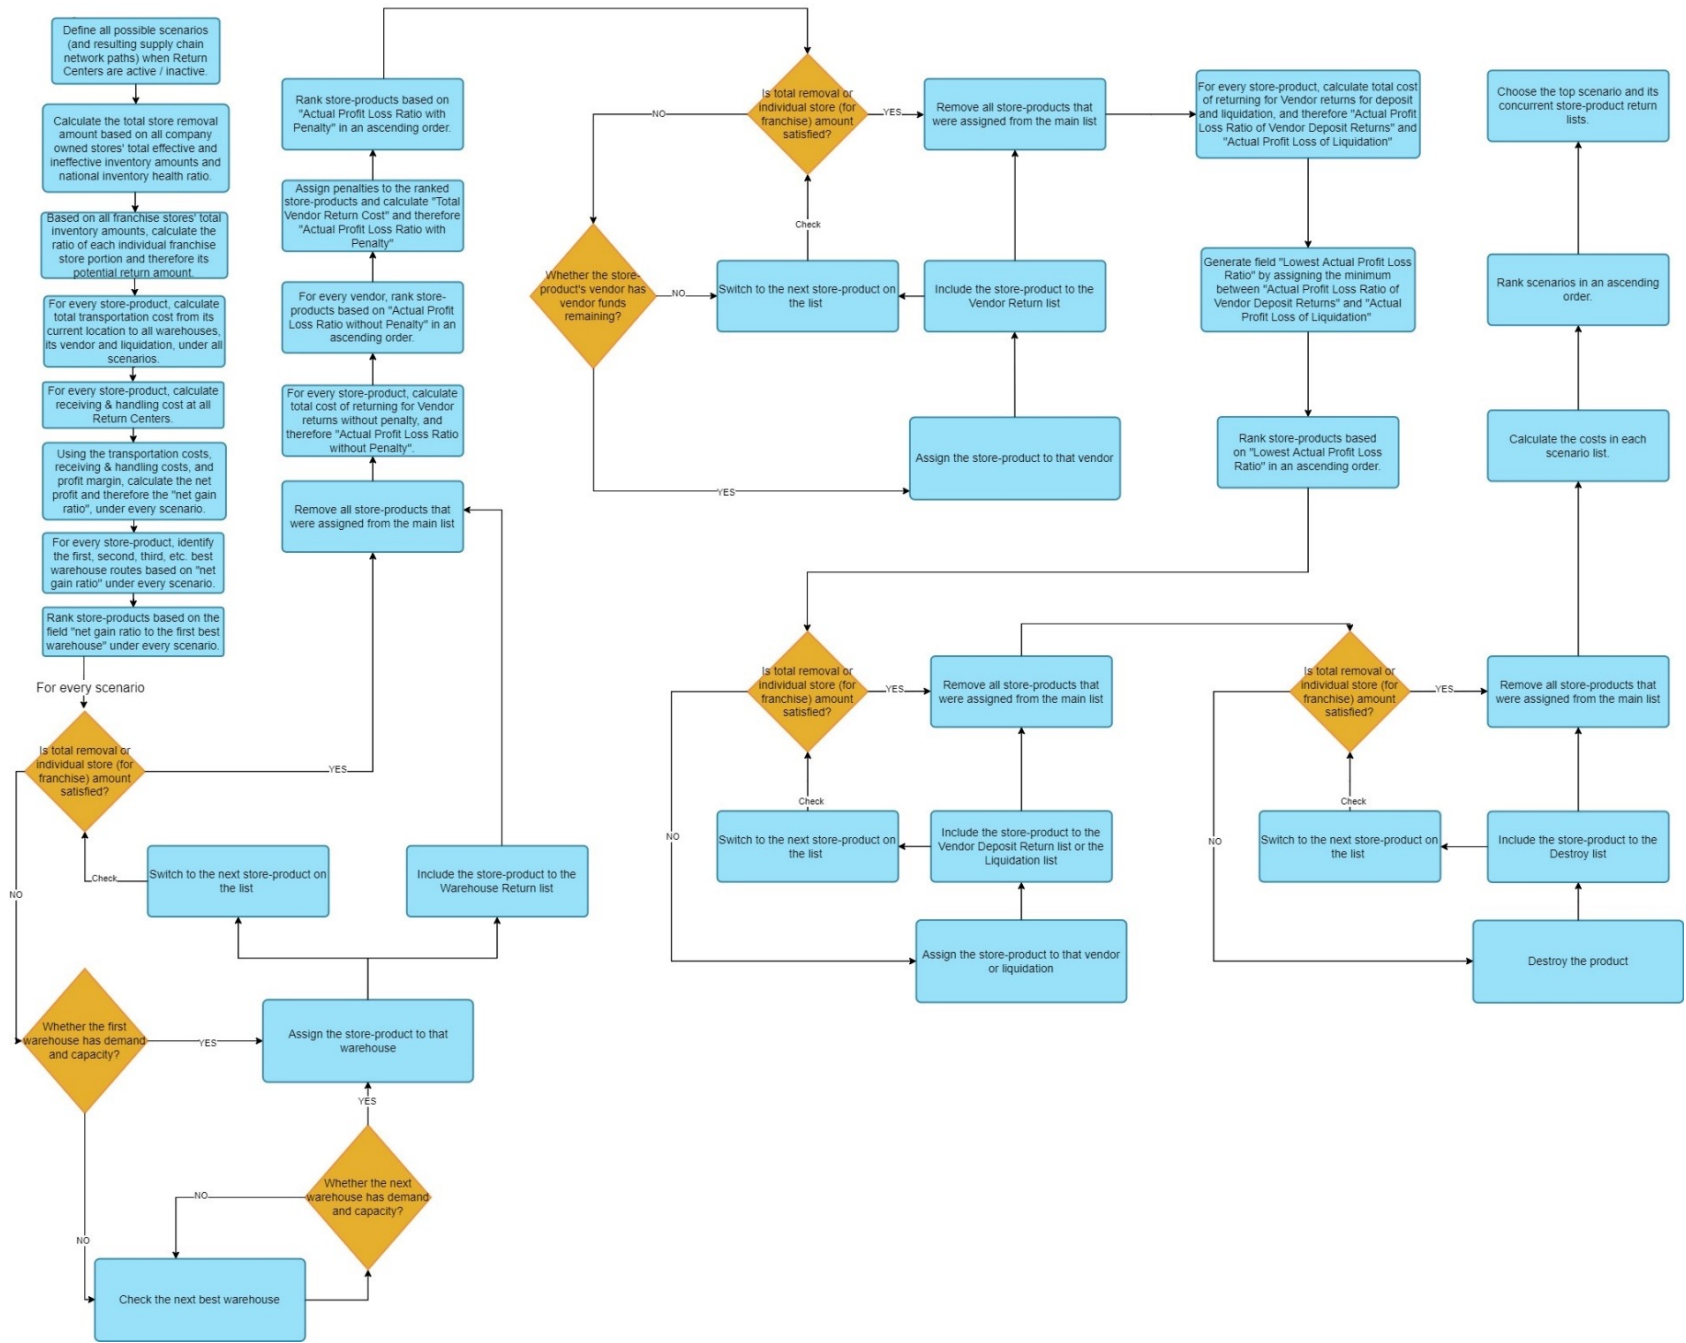 Define all possible scenarios
(and resulting supply chain
network paths) when Return
Centers are active / inactive.
Calculate the total store removal
amount based on all company
owned stores' total effective and
ineffective inventory amounts and
national inventory health ratio.
Based on all franchise stores' total
inventory amounts, calculate the
ratio of each individual franchise
store portion and therefore its
potential return amount.
For every store-product, calculate
total transportation cost from its
current location to all warehouses,
its vendor and liquidation, under all
scenarios.
For every store-product, calculate
receiving & handling cost at all
Return Centers.
Using the transportation costs,
receiving & handling costs, and
profit margin, calculate the net
profit and therefore the "net gain
ratio", under every scenario.
For every store-product, identify
the first, second, third, etc. best
warehouse routes based on "net
gain ratio" under every scenario.
Rank store-products based on the
field "net gain ratio to the first best
warehouse" under every scenario.
For every scenario
Is total removal or
individual store (for
franchise) amount
satisfied?
YES
NO
Check
Switch to the next store-product on
the list
Include the store-product to the
Warehouse Return list
Whether the first
warehouse has demand
and capacity?
YES
Assign the store-product to that
warehouse
YES
Whether the next
warehouse has demand
and capacity?
NO
NO
Check the next best warehouse
Remove all store-products that
were assigned from the main list
For every store-product, calculate
total cost of returning for Vendor
returns without penalty, and
therefore "Actual Profit Loss Ratio
without Penalty".
For every vendor, rank store-
products based on "Actual Profit
Loss Ratio without Penalty" in an
ascending order.
Assign penalties to the ranked
store-products and calculate "Total
Vendor Return Cost" and therefore
"Actual Profit Loss Ratio with
Penalty"
Rank store-products based on
"Actual Profit Loss Ratio with
Penalty" in an ascending order.
Is total removal or
individual store (for
franchise) amount
satisfied?
NO
YES
Remove all store-products that
were assigned from the main list
Check
Whether the store-
product's vendor has
vendor funds
remaining?
NO
Switch to the next store-product on
the list
Include the store-product to the
Vendor Return list
YES
Assign the store-product to that vendor
For every store-product, calculate total cost
of returning for Vendor returns for deposit
and liquidation, and therefore "Actual Profit
Loss Ratio of Vendor Deposit Returns" and
"Actual Profit Loss of Liquidation"
Generate field "Lowest Actual Profit Loss
Ratio" by assigning the minimum
between "Actual Profit Loss Ratio
of Vendor Deposit Returns" and "Actual
Profit Loss of Liquidation"
Rank store-products based
on "Lowest Actual Profit Loss
Ratio" in an ascending order.
Is total removal or
individual store (for
franchise) amount
satisfied?
YES
Remove all store-products that
were assigned from the main list
NO
Check
Switch to the next store-product on
the list
Include the store-product to the
Vendor Deposit Return list or the
Liquidation list
Assign the store-product to that vendor
or liquidation
Is total removal or
individual store (for
franchise) amount
satisfied?
YES
Remove all store-products that
were assigned from the main list
NO
Check
Switch to the next store-product on
the list
Include the store-product to the
Destroy list
Destroy the product
Calculate the costs in each
scenario list.
Rank scenarios in an ascending
order.
Choose the top scenario and its
concurrent store-product return
lists.